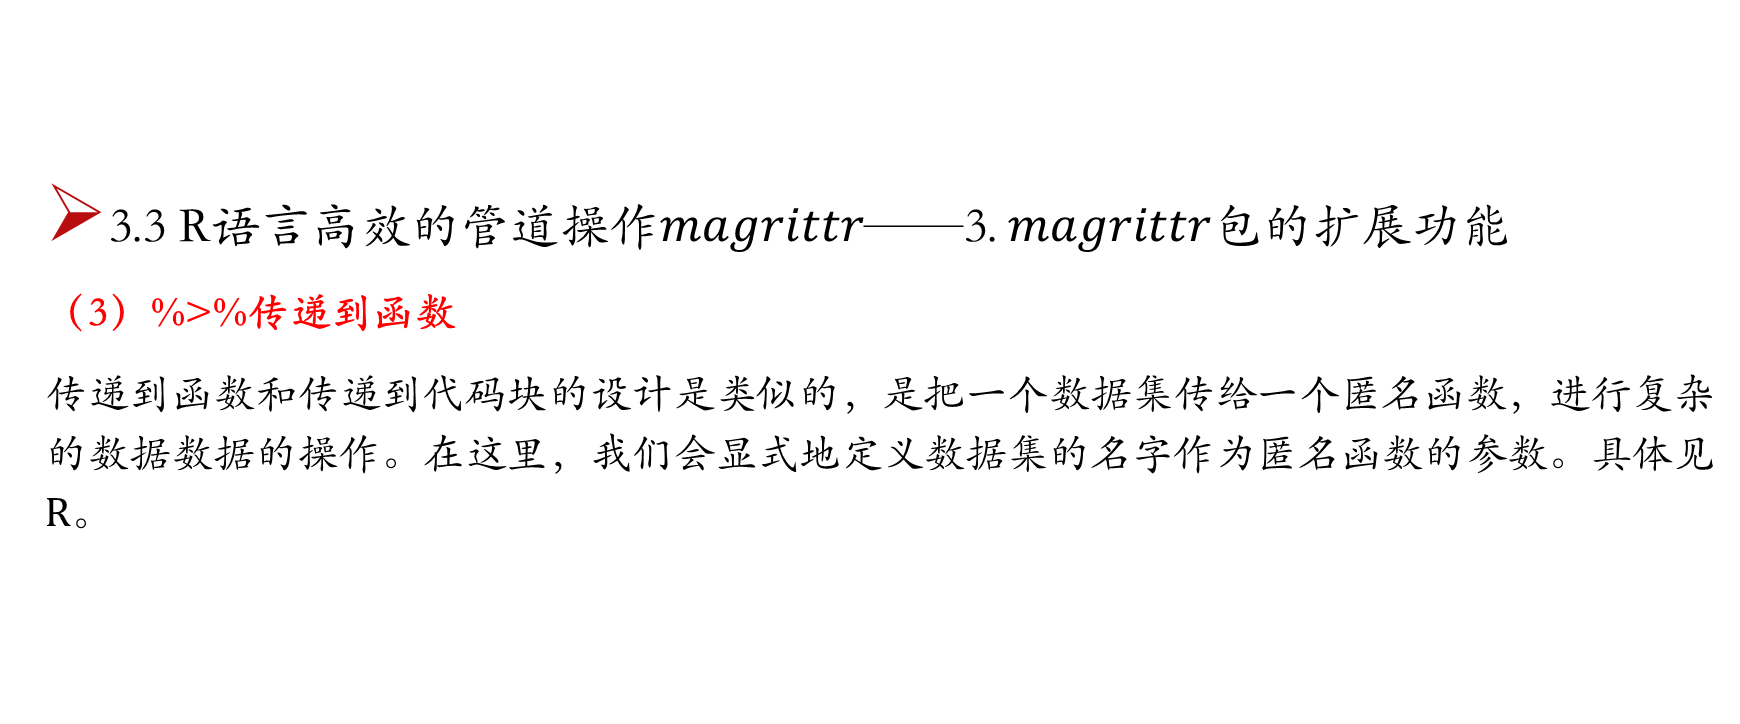 3.3 R语言高效的管道操作magrittr——3. magrittr包的扩展功能
（3）%>%传递到函数
传递到函数和传递到代码块的设计是类似的，是把一个数据集传给一个匿名函数，进行复杂
的数据数据的操作。在这里，我们会显式地定义数据集的名字作为匿名函数的参数。具体见
R。